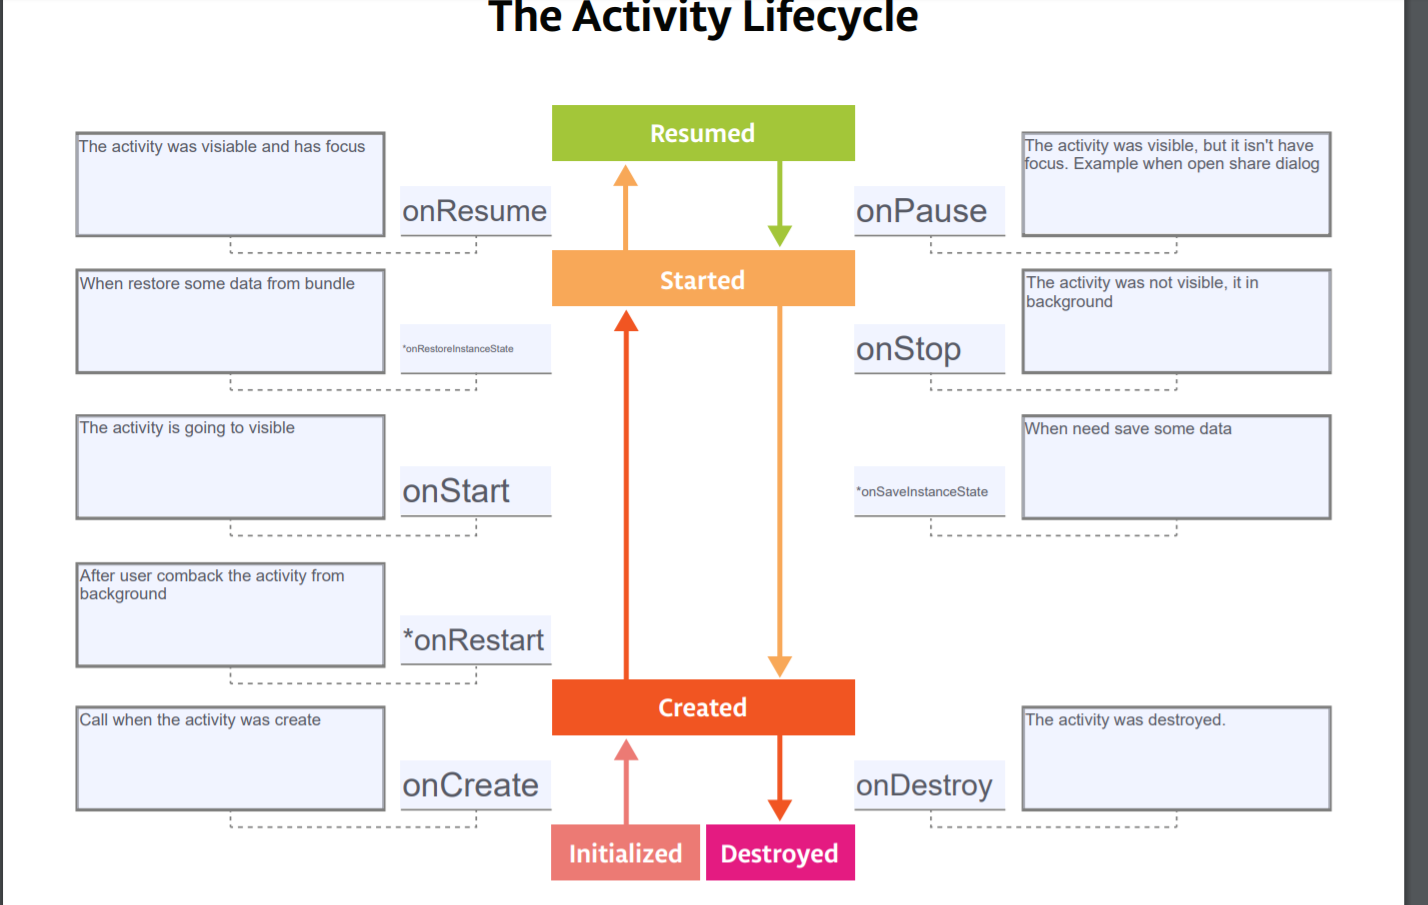 The Activity Lifecycle
Resumed
The activity was visiable and has focus
onResume
onPause
The activity was visible, but it isn't have
focus. Example when open share dialog
Started
When restore some data from bundle
*onRestoreInstanceState
onStop
The activity was not visible, it in
background
The activity is going to visible
onStart
*onSaveInstanceState
When need save some data
After user comback the activity from
background
*onRestart
Created
Call when the activity was create
onCreate
onDestroy
The activity was destroyed.
Initialized
Destroyed